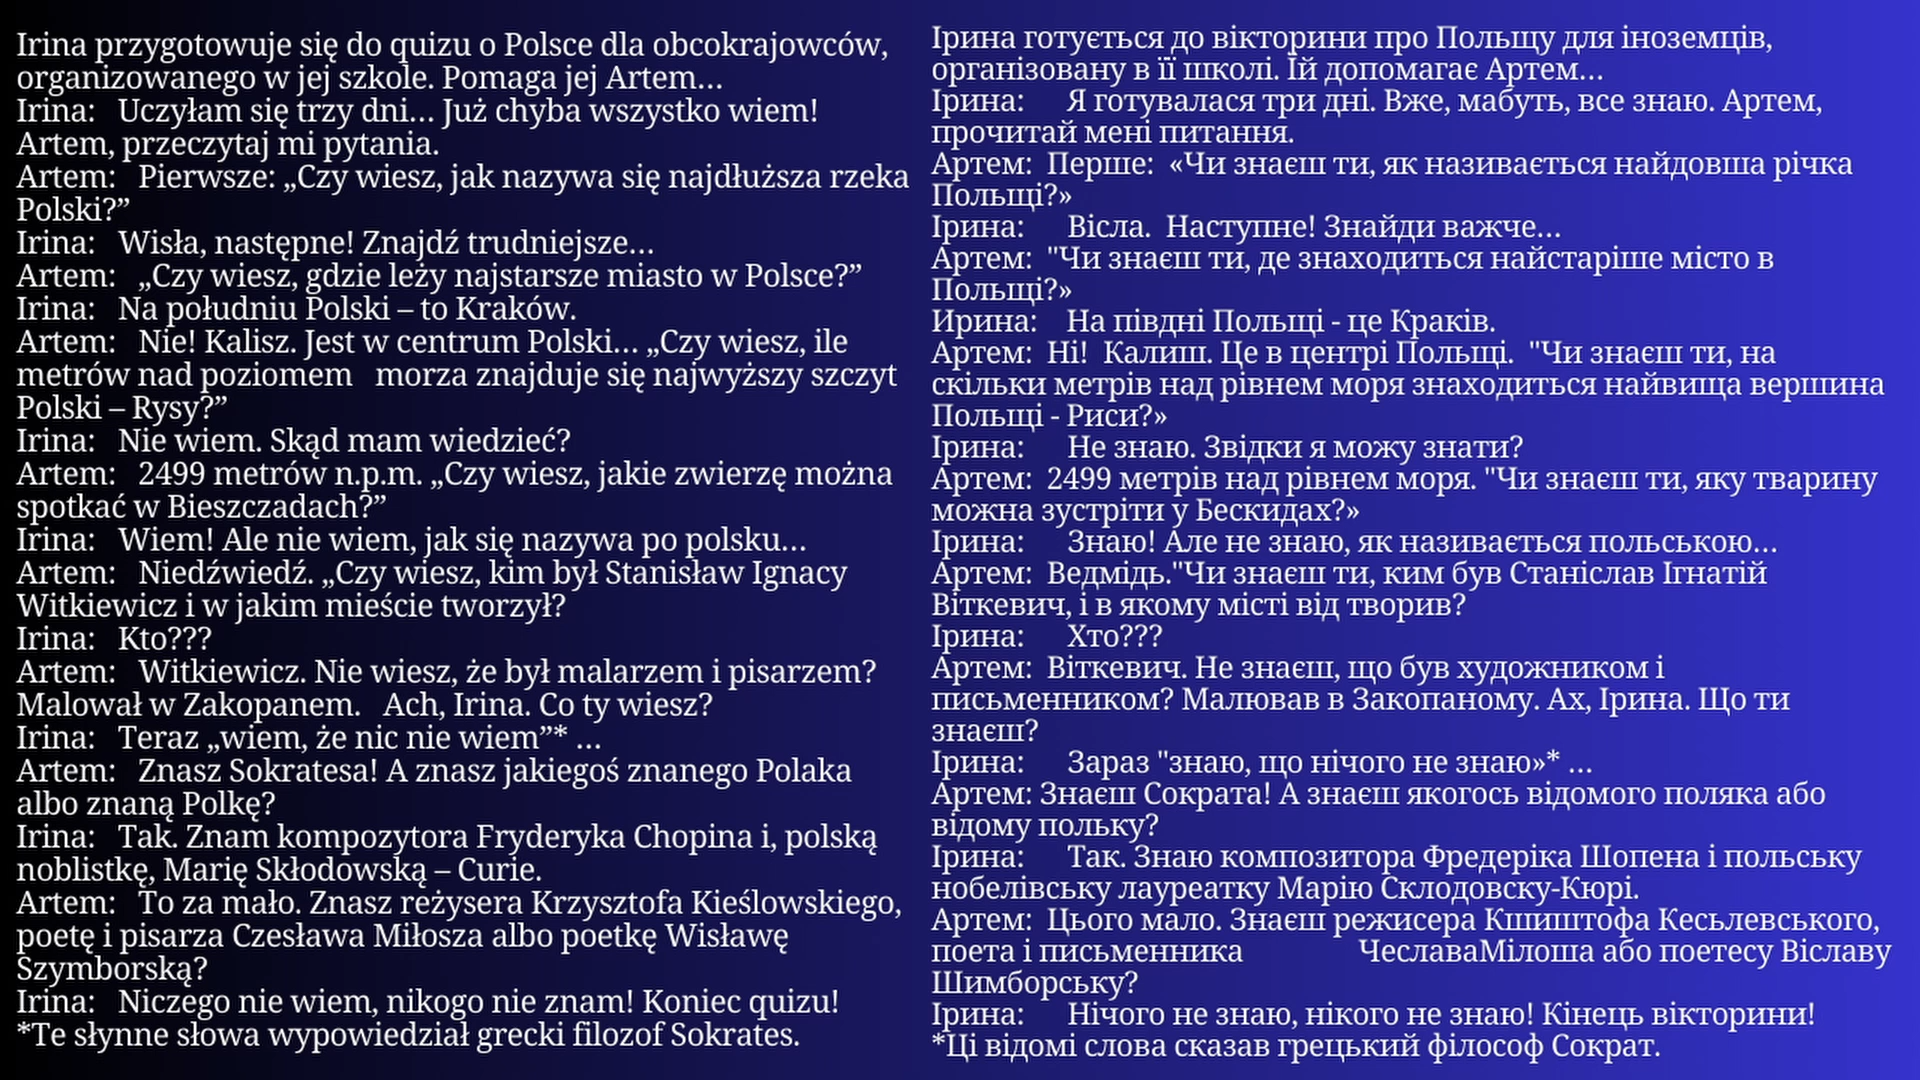 Irina przygotowuje się do quizu o Polsce dla obcokrajowców,
organizowanego w jej szkole. Pomaga jej Artem…
Irina: Uczyłam się trzy dni… Już chyba wszystko wiem!
Artem, przeczytaj mi pytania.
Artem: Pierwsze: „Czy wiesz, jak nazywa się najdłuższa rzeka
Polski?”
Irina: Wisła, następne! Znajdź trudniejsze…
Artem: „Czy wiesz, gdzie leży najstarsze miasto w Polsce?”
Irina: Na południu Polski – to Kraków.
Artem: Nie! Kalisz. Jest w centrum Polski… „Czy wiesz, ile
metrów nad poziomem morza znajduje się najwyższy szczyt
Polski – Rysy?”
Irina: Nie wiem. Skąd mam wiedzieć?
Artem: 2499 metrów n.p.m. „Czy wiesz, jakie zwierzę można
spotkać w Bieszczadach?”
Irina: Wiem! Ale nie wiem, jak się nazywa po polsku…
Artem: Niedźwiedź. „Czy wiesz, kim był Stanisław Ignacy
Witkiewicz i w jakim mieście tworzył?
Irina: Kto???
Artem: Witkiewicz. Nie wiesz, że był malarzem i pisarzem?
Malował w Zakopanem. Ach, Irina. Co ty wiesz?
Irina: Teraz „wiem, że nic nie wiem”* …
Artem: Znasz Sokratesa! A znasz jakiegoś znanego Polaka
albo znaną Polkę?
Irina: Tak. Znam kompozytora Fryderyka Chopina i, polską
noblistkę, Marię Skłodowską – Curie.
Artem: To za mało. Znasz reżysera Krzysztofa Kieślowskiego,
poetę i pisarza Czesława Miłosza albo poetkę Wisławę
Szymborską?
Irina: Niczego nie wiem, nikogo nie znam! Koniec quizu!
*Te słynne słowa wypowiedział grecki filozof Sokrates.
Ірина готується до вікторини про Польщу для іноземців,
організовану в її школі. Їй допомагає Артем…
Ірина: Я готувалася три дні. Вже, мабуть, все знаю. Артем,
прочитай мені питання.
Артем: Перше: «Чи знаєш ти, як називається найдовша річка
Польщі?»
Ірина: Вісла. Наступне! Знайди важче…
Артем: "Чи знаєш ти, де знаходиться найстаріше місто в
Польщі?»
Ирина: На півдні Польщі - це Краків.
Артем: Ні! Калиш. Це в центрі Польщі. "Чи знаєш ти, на
скільки метрів над рівнем моря знаходиться найвища вершина
Польщі - Риси?»
Ірина: Не знаю. Звідки я можу знати?
Артем: 2499 метрів над рівнем моря. "Чи знаєш ти, яку тварину
можна зустріти у Бескидах?»
Ірина: Знаю! Але не знаю, як називається польською…
Артем: Ведмідь."Чи знаєш ти, ким був Станіслав Ігнатій
Віткевич, і в якому місті від творив?
Ірина: Хто???
Артем: Віткевич. Не знаєш, що був художником і
письменником? Малював в Закопаному. Ах, Ірина. Що ти
знаєш?
Ірина: Зараз "знаю, що нічого не знаю»* …
Артем: Знаєш Сократа! А знаєш якогось відомого поляка або
відому польку?
Ірина: Так. Знаю композитора Фредеріка Шопена і польську
нобелівську лауреатку Марію Склодовску-Кюрі.
Артем: Цього мало. Знаєш режисера Кшиштофа Кесьлевського,
поета і письменника ЧеславаМілоша або поетесу Віславу
Шимборську?
Ірина: Нічого не знаю, нікого не знаю! Кінець вікторини!
*Ці відомі слова сказав грецький філософ Сократ.